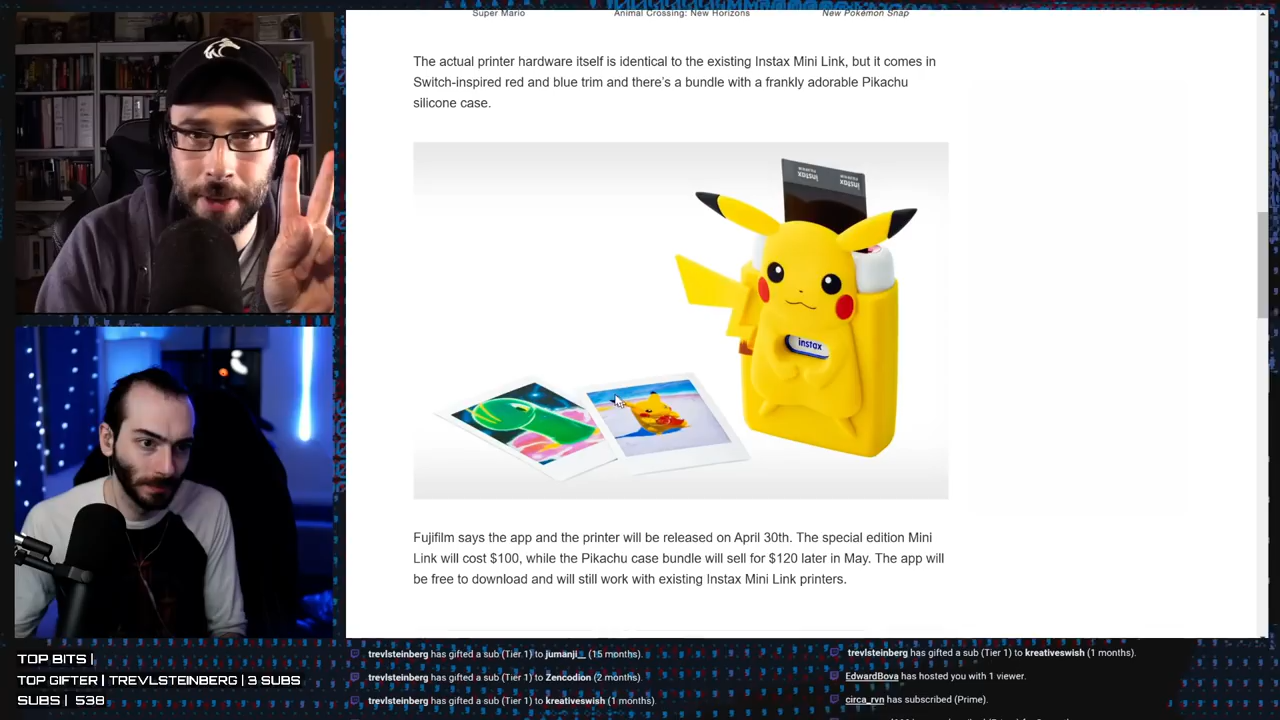 Super Mario
Animal Crossing: New Horizons
New Pokémon Snap
The actual printer hardware itself is identical to the existing Instax Mini Link, but it comes in
Switch-inspired red and blue trim and there's a bundle with a frankly adorable Pikachu
silicone case.
instax
FUJIFILM
instax
FUJIFILM
instax
Fujifilm says the app and the printer will be released on April 30th. The special edition Mini
Link will cost $100, while the Pikachu case bundle will sell for $120 later in May. The app will
be free to download and will still work with existing Instax Mini Link printers.
TOP BITS |
TOP GIFTER | TREVLSTEINBERG | 3 SUBS
SUBS | 538
trevlsteinberg has gifted a sub (Tier 1) to jumanji__ (15 months).
trevlsteinberg has gifted a sub (Tier 1) to Zencodion (2 months).
trevlsteinberg has gifted a sub (Tier 1) to kreativeswish (1 months).
trevlsteinberg has gifted a sub (Tier 1) to kreativeswish (1 months).
EdwardBova has hosted you with 1 viewer.
circa_rvn has subscribed (Prime).